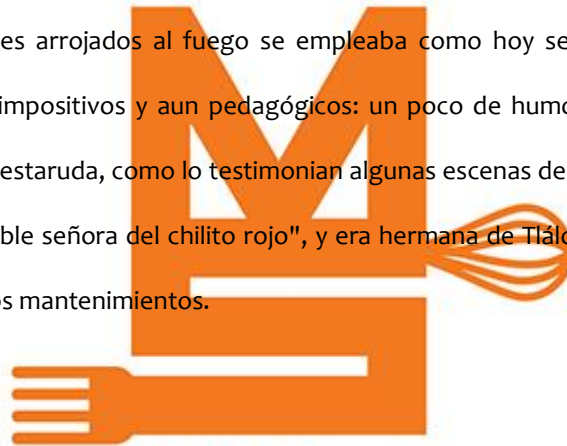 es arrojados al fuego se empleaba como hoy se
impositivos y aun pedagógicos: un poco de humo
estaruda, como lo testimonian algunas escenas de
ble señora del chilito rojo", y era hermana de Tláloc
os mantenimientos.